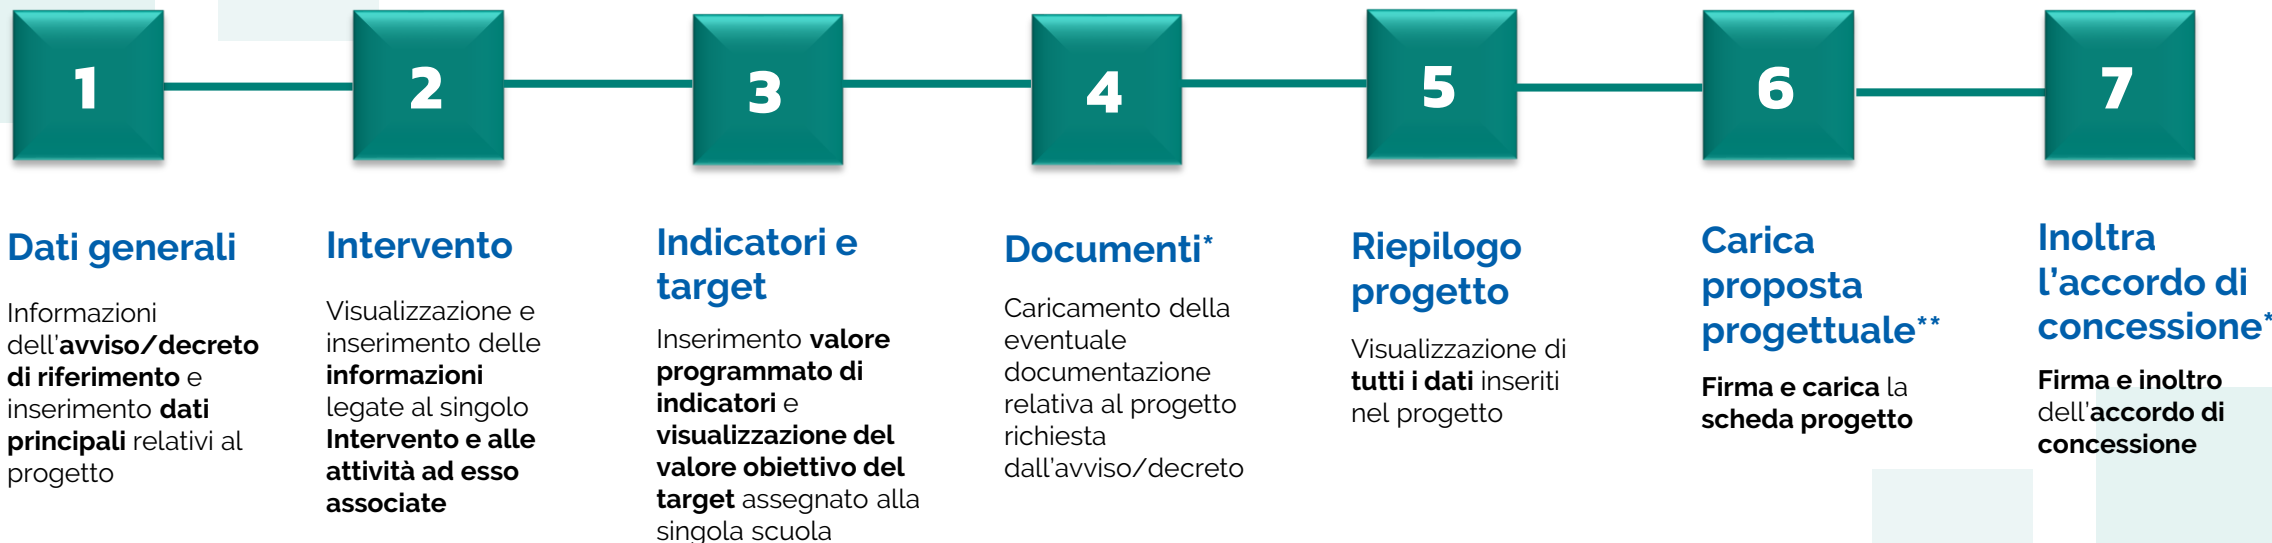 1
2
3
4
5
6
7
Dati generali
Informazioni
dell'avviso/decreto
di riferimento e
inserimento dati
principali relativi al
progetto
Intervento
Visualizzazione e
inserimento delle
informazioni
legate al singolo
Intervento e alle
attività ad esso
associate
Indicatori e
target
Inserimento valore
programmato di
indicatori e
visualizzazione del
valore obiettivo del
target assegnato alla
singola scuola
Documenti*
Caricamento della
eventuale
documentazione
relativa al progetto
richiesta
dall'avviso/decreto
Riepilogo
progetto
Visualizzazione di
tutti i dati inseriti
nel progetto
Carica
proposta
progettuale**
Firma e carica la
scheda progetto
Inoltra
l'accordo di
concessione*
Firma e inoltro
dell'accordo di
concessione